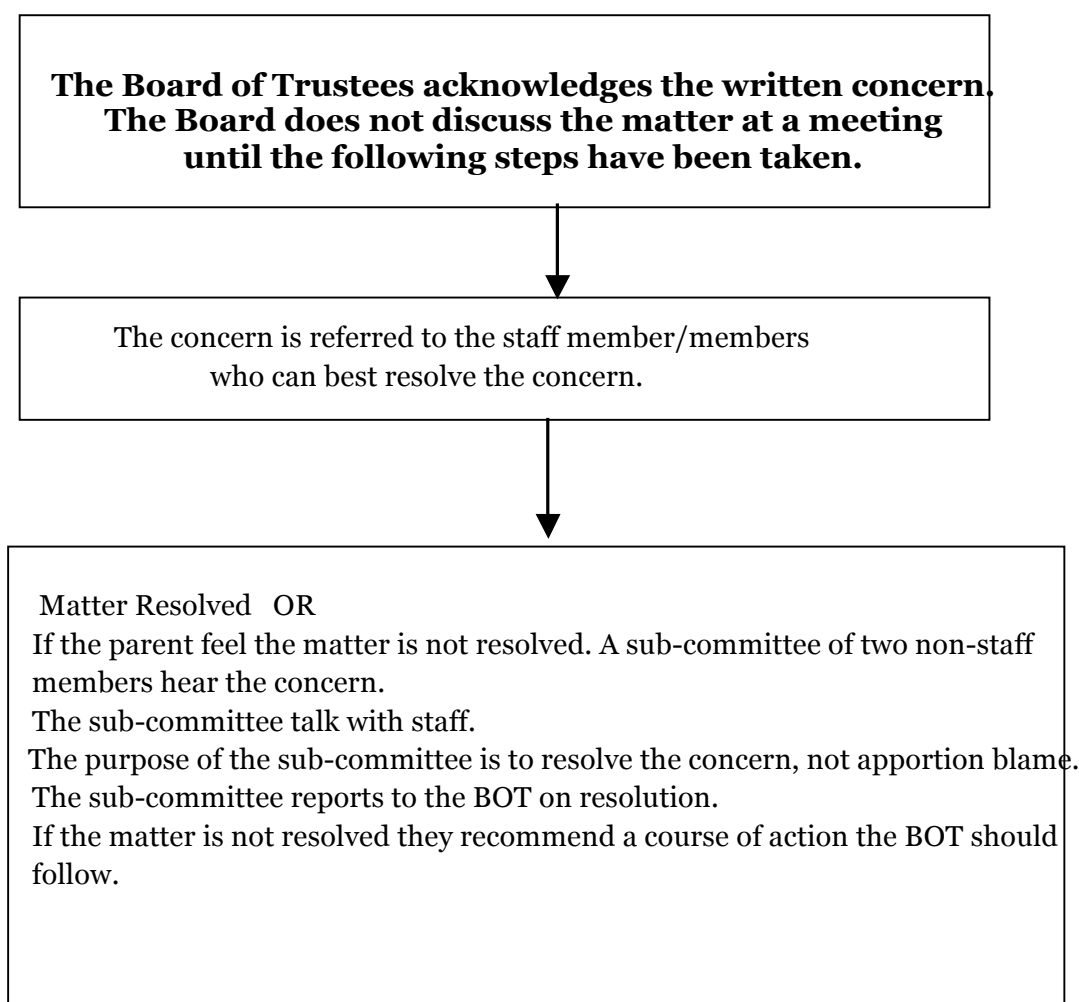 The Board of Trustees acknowledges the written concern.
The Board does not discuss the matter at a meeting
until the following steps have been taken.
The concern is referred to the staff member/members
who can best resolve the concern.
Matter Resolved OR
If the parent feel the matter is not resolved. A sub-committee of two non-staff
members hear the concern.
The sub-committee talk with staff.
The purpose of the sub-committee is to resolve the concern, not apportion blame.
The sub-committee reports to the BOT on resolution.
If the matter is not resolved they recommend a course of action the BOT should
follow.